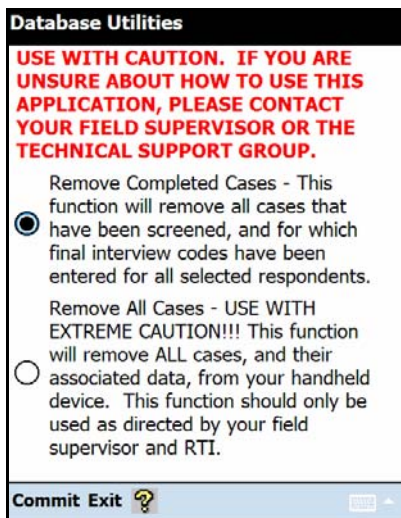 Database Utilities
USE WITH CAUTION.  IF YOU ARE
UNSURE ABOUT HOW TO USE THIS
APPLICATION, PLEASE CONTACT
YOUR FIELD SUPERVISOR OR THE
TECHNICAL SUPPORT GROUP.
Remove Completed Cases - This
function will remove all cases that
have been screened, and for which
final interview codes have been
entered for all selected respondents.
Remove All Cases - USE WITH
EXTREME CAUTION!!! This function
will remove ALL cases, and their
associated data, from your handheld
device.  This function should only be
used as directed by your field
supervisor and RTI.
Commit Exit ?